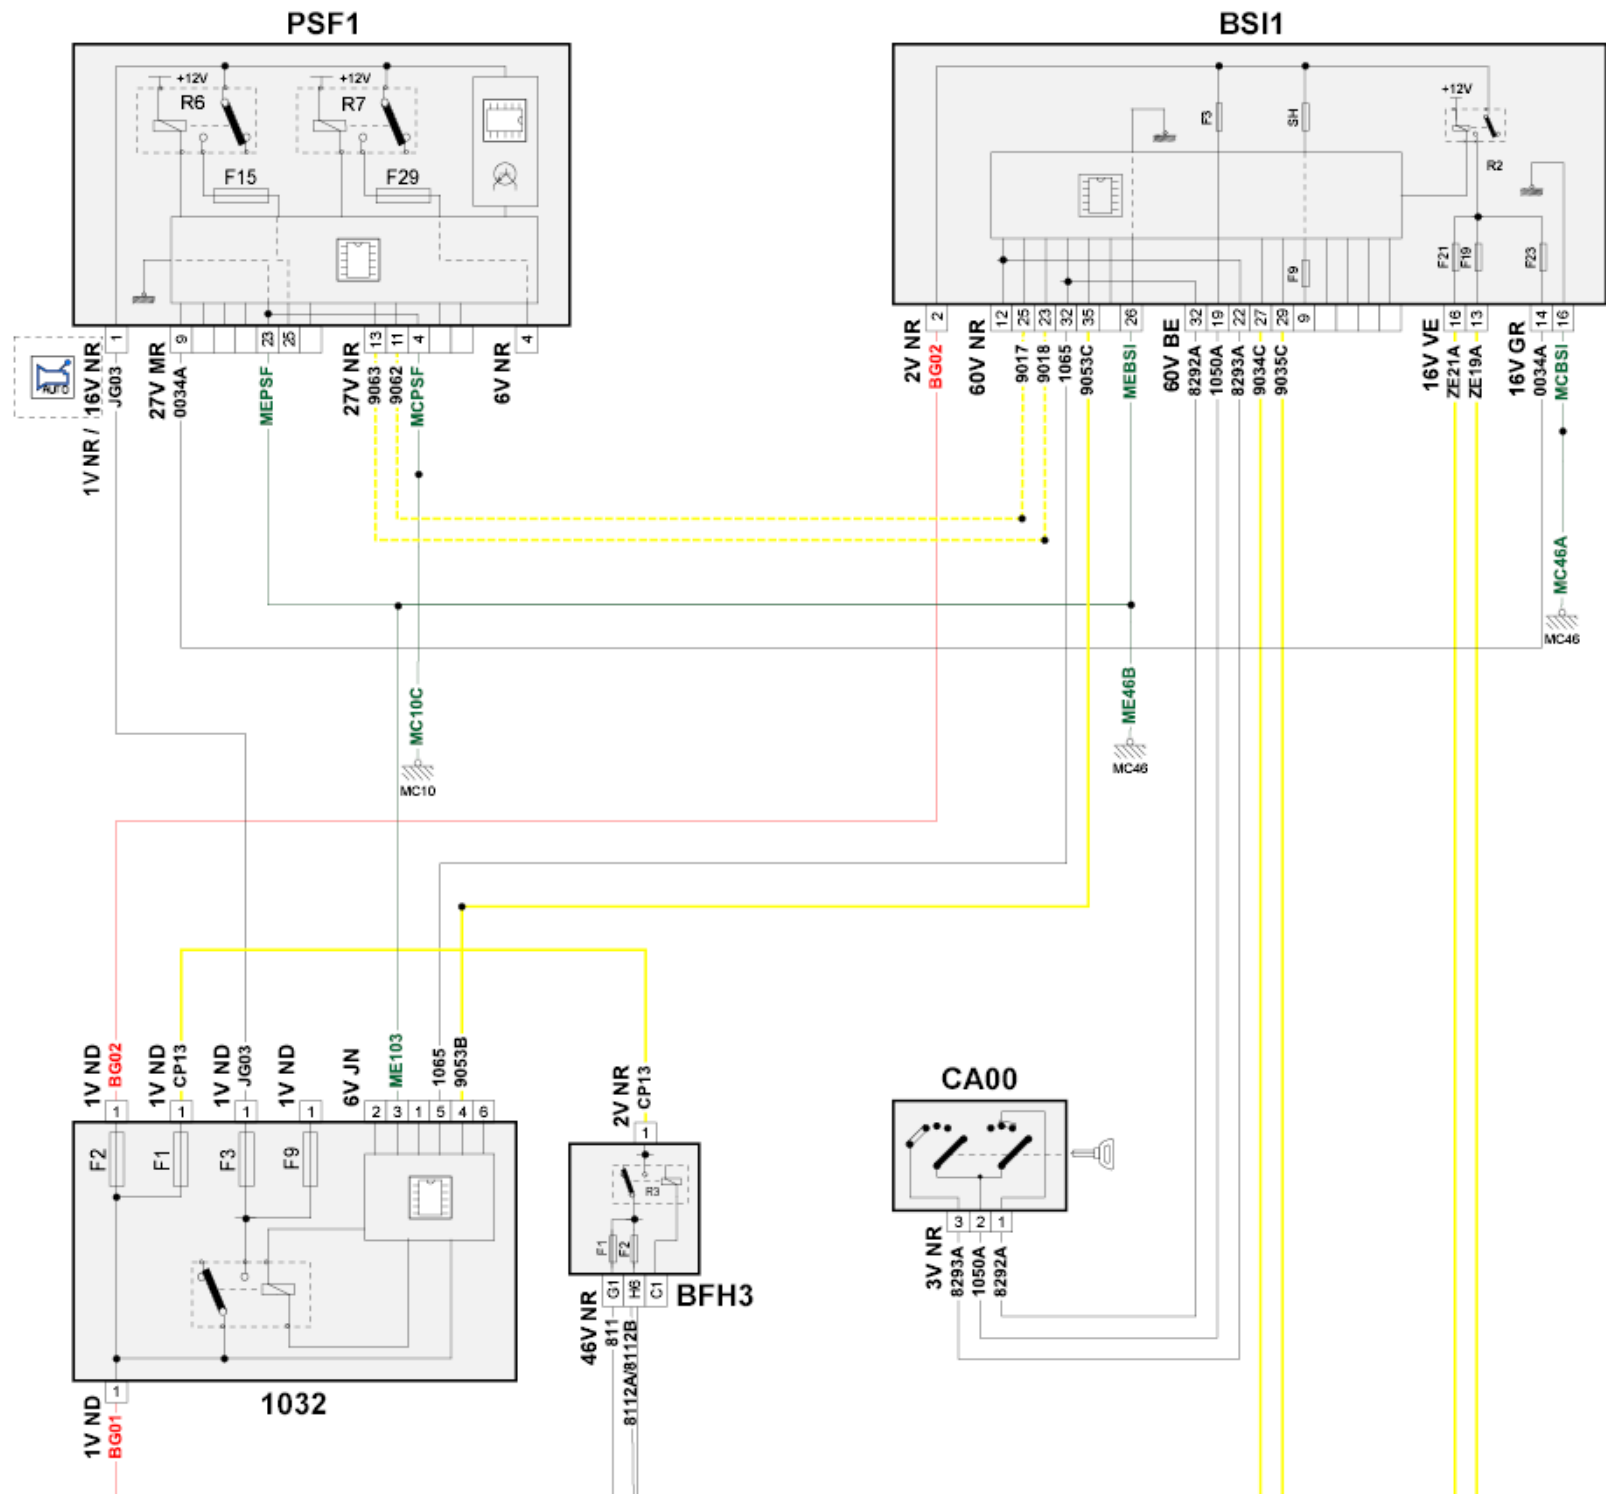 PSF1
BSI1
+12V
+12V
R6
R7
F15
F29
F3
SH
+12V
R2
F21
F19
F23
F9
1
9
23
25
13
11
4
4
2
12
25
23
32
35
26
32
19
22
27
29
9
16
13
14
16
AUTO
1V NR / 16V NR
JG03
27V MR
0034A
MEPSF
27V NR
9063
9062
MCPSF
6V NR
2V NR
BG02
60V NR
9017
9018
1065
9053C
MEBSI
60V BE
8292A
1050A
8293A
9034C
9035C
16V VE
ZE21A
ZE19A
16V GR
0034A
MCBSI
MC46A
MC46
MC10C
MC10
ME46B
MC46
1V ND
BG02
1V ND
CP13
1V ND
JG03
1V ND
6V JN
ME103
1065
9053B
2V NR
CP13
CA00
1
1
1
1
2
3
1
5
4
6
1
F2
F1
F3
F9
R3
F1
F2
3
2
1
G1
H6
C1
BFH3
3V NR
8293A
1050A
8292A
46V NR
811
8112A/8112B
1
1032
1V ND
BG01